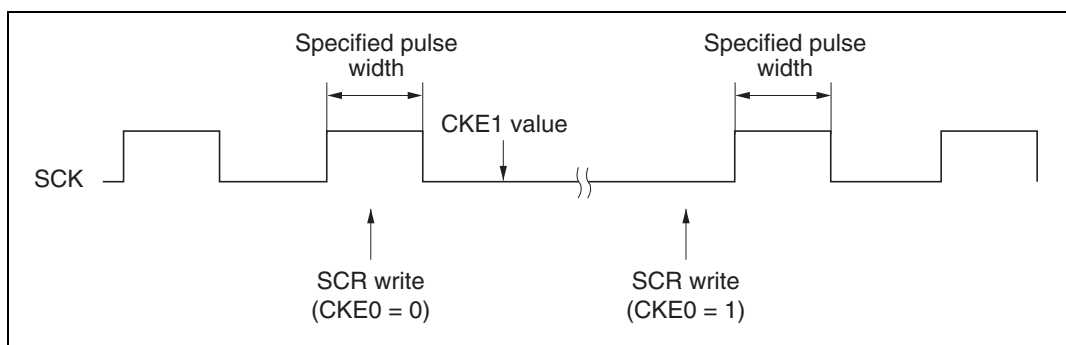 Specified pulse
width
Specified pulse
width
CKE1 value
SCK
SCR write
(CKE0 = 0)
SCR write
(CKE0 = 1)